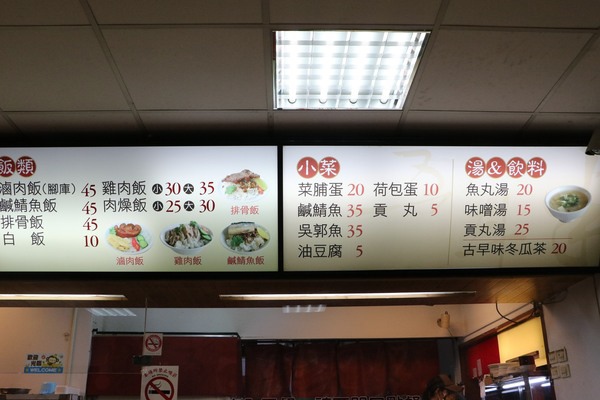 飯類
滷肉飯(腳庫) 45
鹹鯖魚飯 45
排骨飯 45
白飯 10
雞肉飯 小 30 大 35
肉燥飯 小 25 大 30
排骨飯
滷肉飯
雞肉飯
鹹鯖魚飯
小菜
菜脯蛋 20
鹹鯖魚 35
吳郭魚 35
油豆腐 5
荷包蛋 10
貢丸 5
湯&飲料
魚丸湯 20
味噌湯 15
貢丸湯 25
古早味冬瓜茶 20
歡迎
光臨
WELCOME